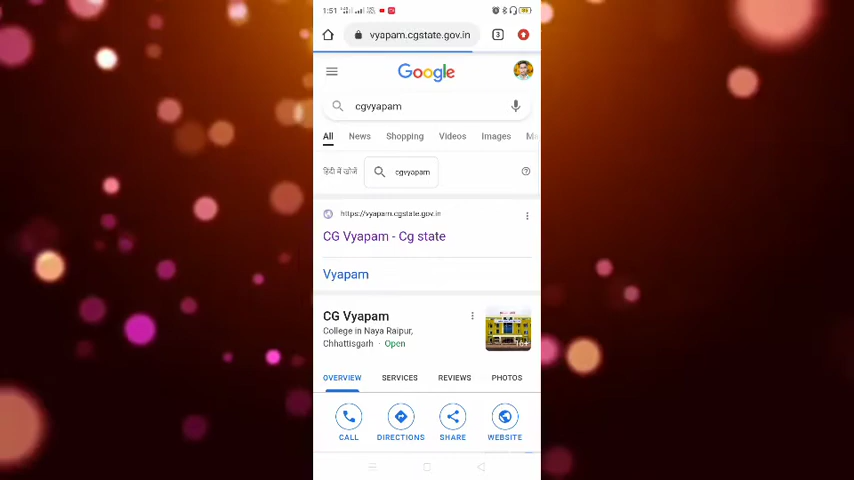 1:51
vyapam.cgstate.gov.in
3
Google
cgvyapam
All News Shopping Videos Images
हिंदी में खोजें cgvyapam
https://vyapam.cgstate.gov.in
CG Vyapam - Cg state
Vyapam
CG Vyapam
College in Naya Raipur,
Chhattisgarh · Open
OVERVIEW SERVICES REVIEWS PHOTOS
CALL DIRECTIONS SHARE WEBSITE